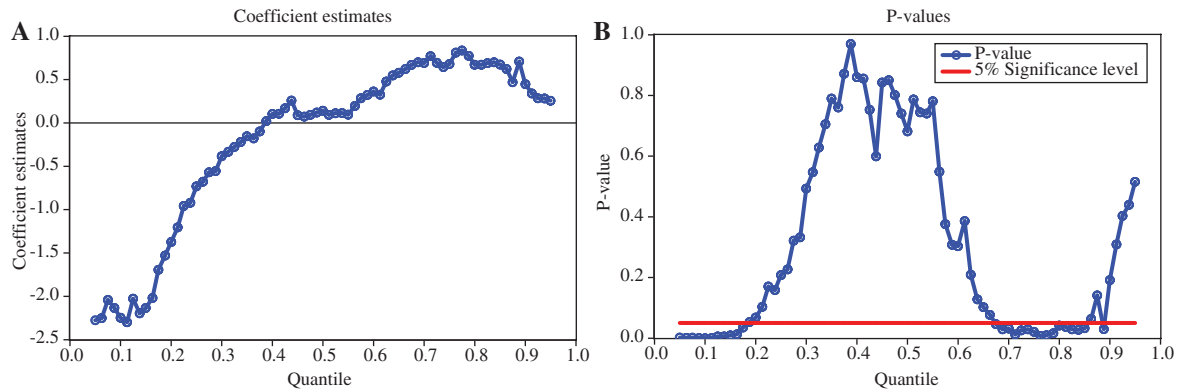 A
Coefficient estimates
1.0
0.5
0.0
-0.5
-1.0
-1.5
-2.0
-2.5
Coefficient estimates
0.0 0.1 0.2 0.3 0.4 0.5 0.6 0.7 0.8 0.9 1.0
Quantile
B
P-values
1.0
0.8
0.6
0.4
0.2
0.0
P-value
P-value
5% Significance level
0.0 0.1 0.2 0.3 0.4 0.5 0.6 0.7 0.8 0.9 1.0
Quantile